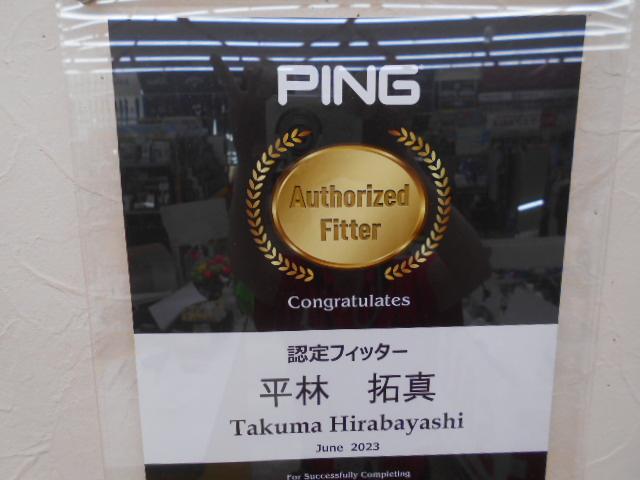 PING
Authorized
Fitter
Congratulates
認定フィッター
平林 拓真
Takuma Hirabayashi
June 2023
For Successfully Completing